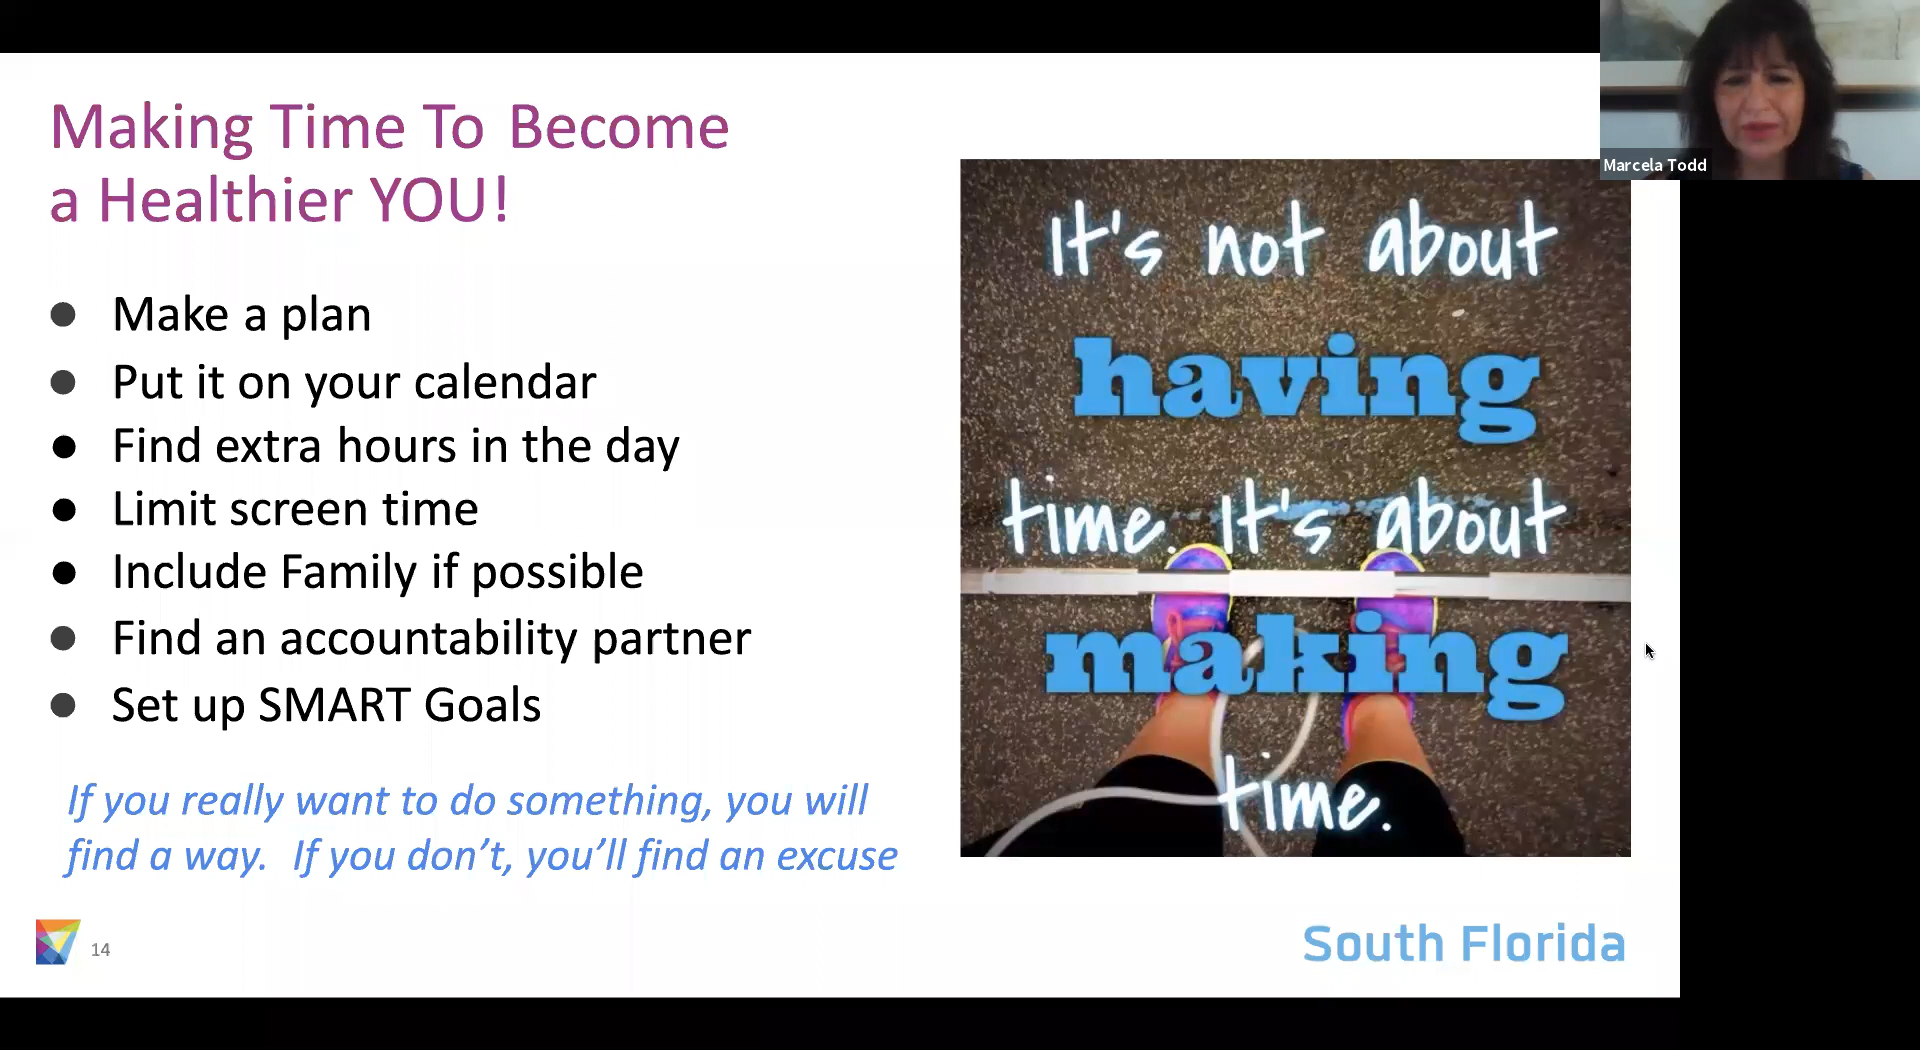 Making Time To Become
a Healthier YOU!
● Make a plan
● Put it on your calendar
● Find extra hours in the day
● Limit screen time
● Include Family if possible
● Find an accountability partner
● Set up SMART Goals
If you really want to do something, you will
find a way.  If you don’t, you’ll find an excuse
It's not about
having
time. It's about
making
time.
14
South Florida
Marcela Todd